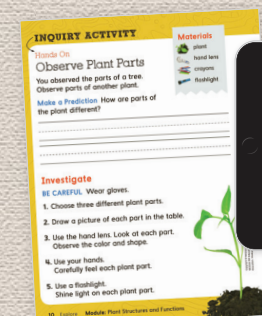 INQUIRY ACTIVITY
Hands On
Observe Plant Parts
You observed the parts of a tree.
Observe parts of another plant.
Make a Prediction How are parts of
the plant different?
Materials
plant
hand lens
crayons
flashlight
Investigate
BE CAREFUL Wear gloves.
1. Choose three different plant parts.
2. Draw a picture of each part in the table.
3. Use the hand lens. Look at each part.
Observe the color and shape.
4. Use your hands.
Carefully feel each plant part.
5. Use a flashlight.
Shine light on each plant part.
10 Explore Module: Plant Structures and Functions